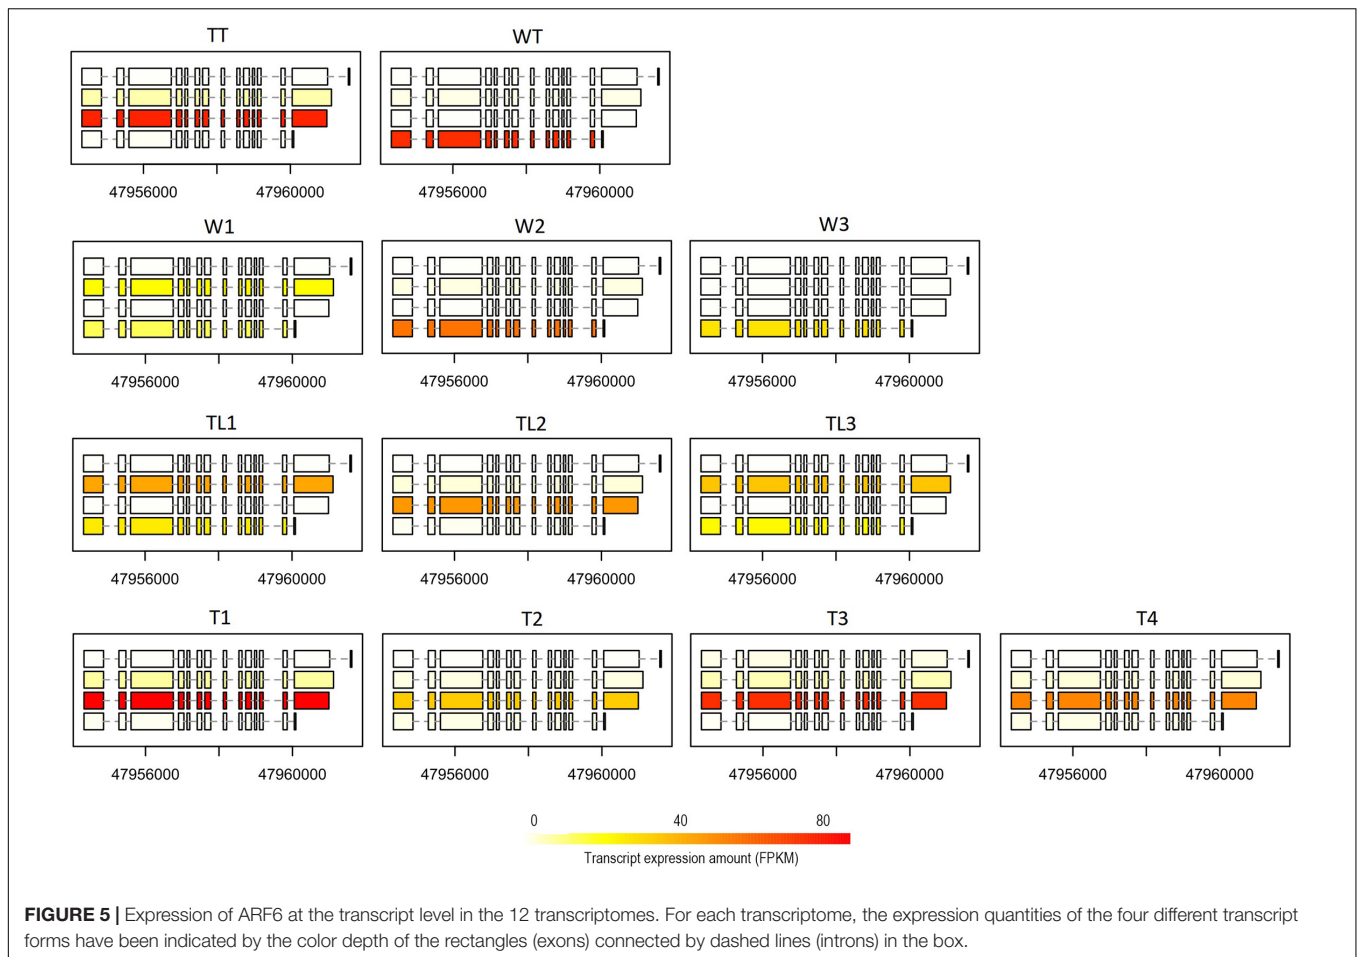 TT WT
47956000 47960000 47956000 47960000
W1 W2 W3
47956000 47960000 47956000 47960000 47956000 47960000
TL1 TL2 TL3
47956000 47960000 47956000 47960000 47956000 47960000
T1 T2 T3 T4
47956000 47960000 47956000 47960000 47956000 47960000 47956000 47960000
0 40 80
Transcript expression amount (FPKM)
FIGURE 5 | Expression of ARF6 at the transcript level in the 12 transcriptomes. For each transcriptome, the expression quantities of the four different transcript
forms have been indicated by the color depth of the rectangles (exons) connected by dashed lines (introns) in the box.